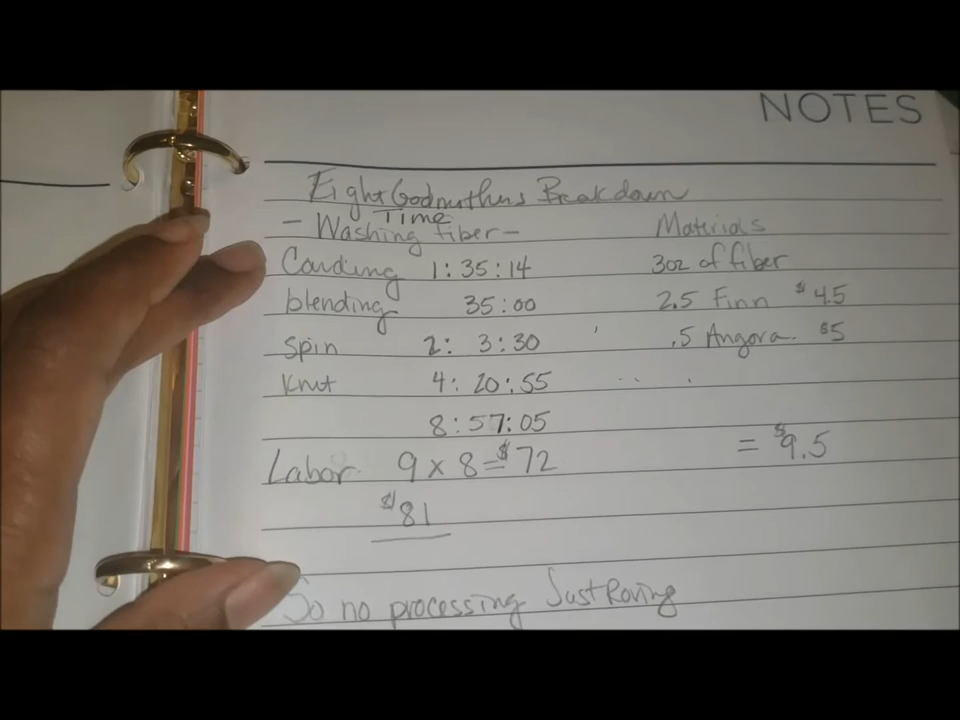 NOTES
Eight Godmuthers Breakdown
Time
- Washing fiber -
Materials
Carding 1:35:14
3oz of fiber
blending 35:00
2.5 Finn $4.5
Spin 2:3:30
.5 Angora. $5
Knit 4:20:55
8:57:05
= $9.5
Labor 9 x 8 = $72
$81
So no processing Just Roving